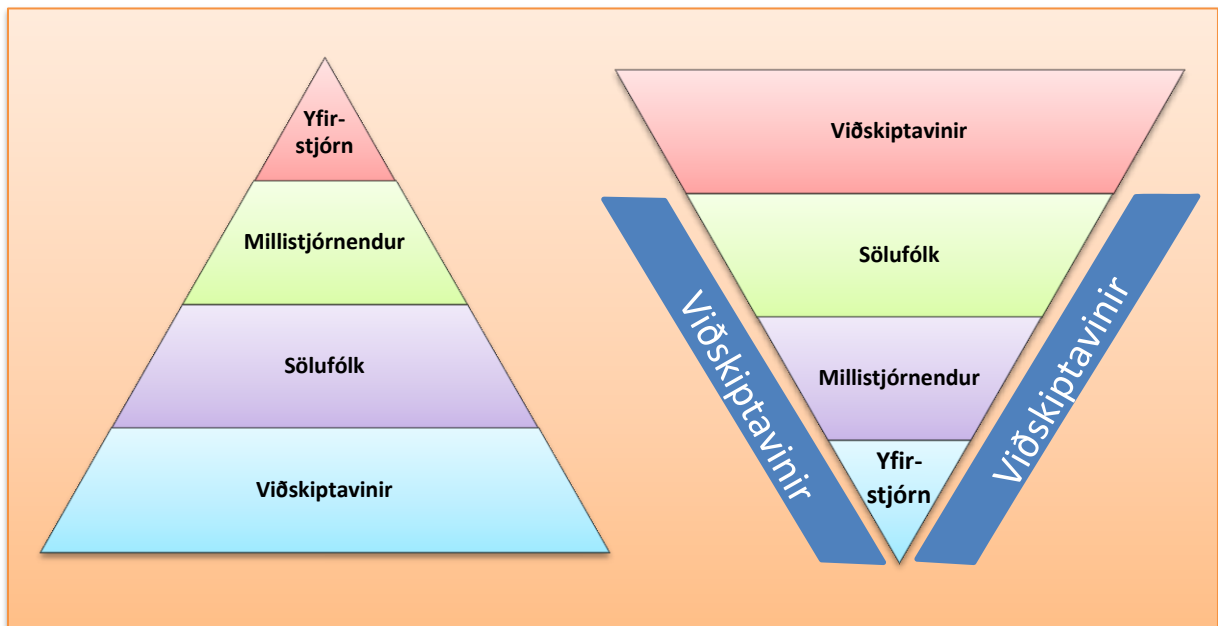 Yfir-
stjórn
Millistjórnendur
Sölufólk
Viðskiptavinir
Viðskiptavinir
Sölufólk
Millistjórnendur
Yfir-
stjórn
Viðskiptavinir
Viðskiptavinir